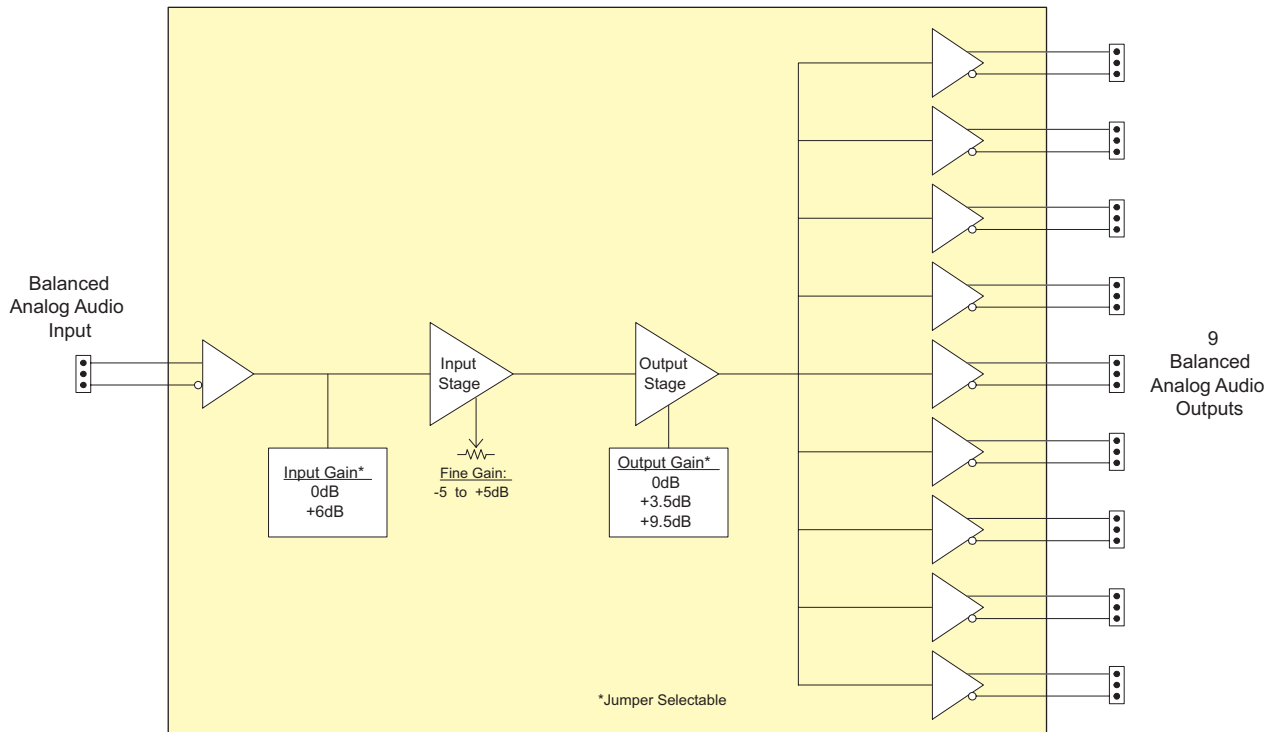 Balanced
Analog Audio
Input
Input
Stage
Output
Stage
Input Gain*
0dB
+6dB
Fine Gain:
-5 to +5dB
Output Gain*
0dB
+3.5dB
+9.5dB
9
Balanced
Analog Audio
Outputs
*Jumper Selectable